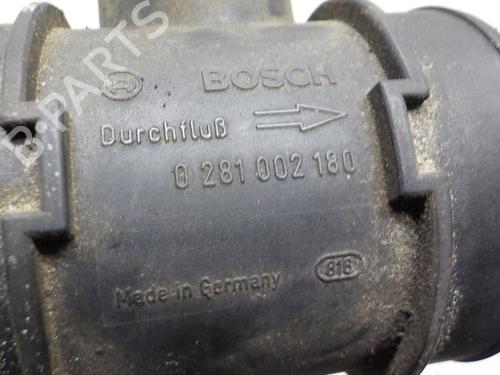 BOSCH
Durchfluß
0 281 002 180
Made in Germany
818
B-PARTS